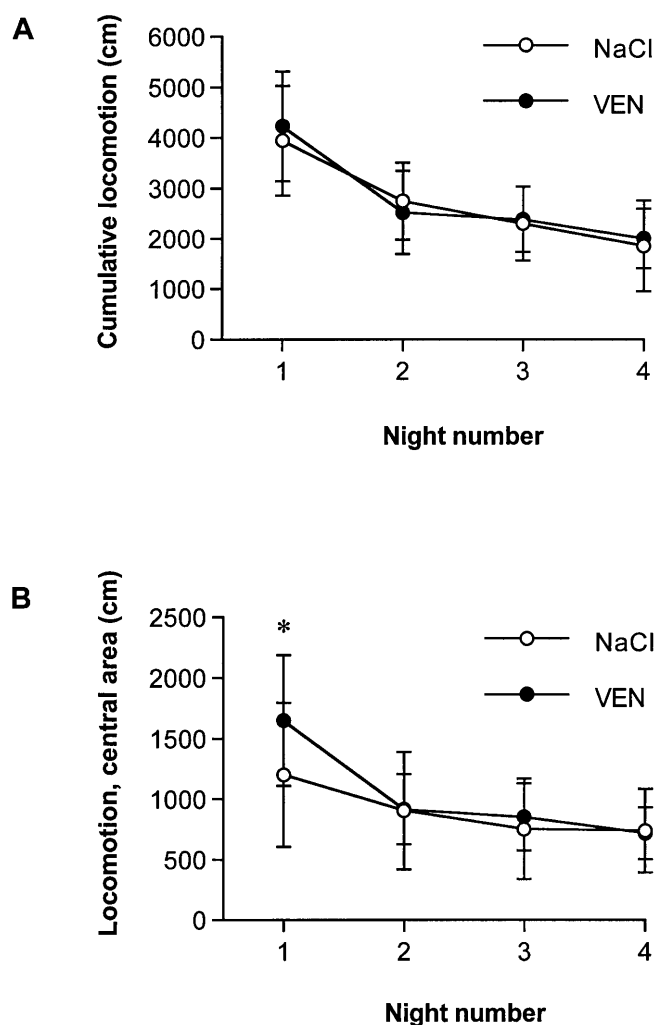 A
Cumulative locomotion (cm)
6000
5000
4000
3000
2000
1000
0
NaCl
VEN
1 2 3 4
Night number
B
Locomotion, central area (cm)
2500
2000
1500
1000
500
0
*
NaCl
VEN
1 2 3 4
Night number